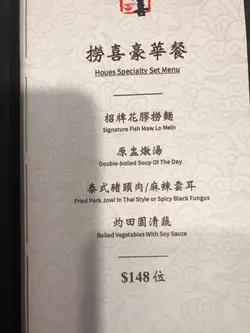 喜
撈喜豪華餐
Houes Specialty Set Menu
招牌花膠撈麵
Signature Fish Maw Lo Mein
原盅燉湯
Double-boiled Soup Of The Day
泰式豬頸肉/麻辣雲耳
Fried Pork Jowl In Thai Style or Spicy Black Fungus
灼田園清蔬
Boiled Vegetables With Soy Sauce
$148 位